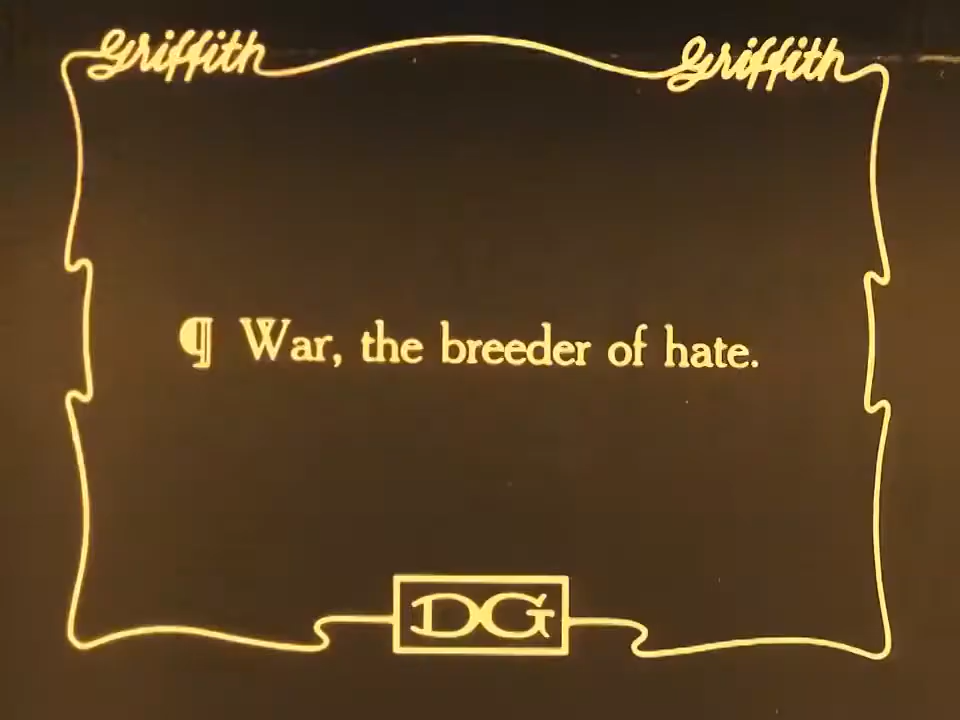 Griffith Griffith
¶ War, the breeder of hate.
DG